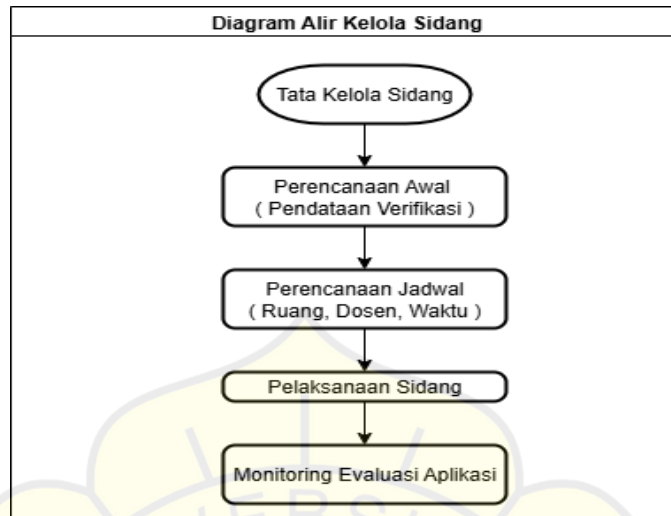 Diagram Alir Kelola Sidang
Tata Kelola Sidang
Perencanaan Awal
( Pendataan Verifikasi )
Perencanaan Jadwal
( Ruang, Dosen, Waktu )
Pelaksanaan Sidang
Monitoring Evaluasi Aplikasi